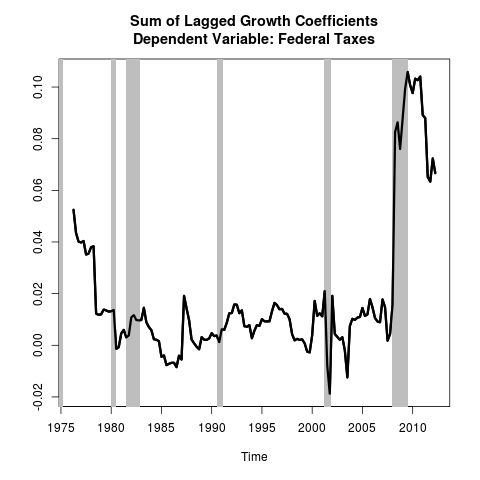 Sum of Lagged Growth Coefficients
Dependent Variable: Federal Taxes
0.10
0.08
0.06
0.04
0.02
0.00
-0.02
1975 1980 1985 1990 1995 2000 2005 2010
Time